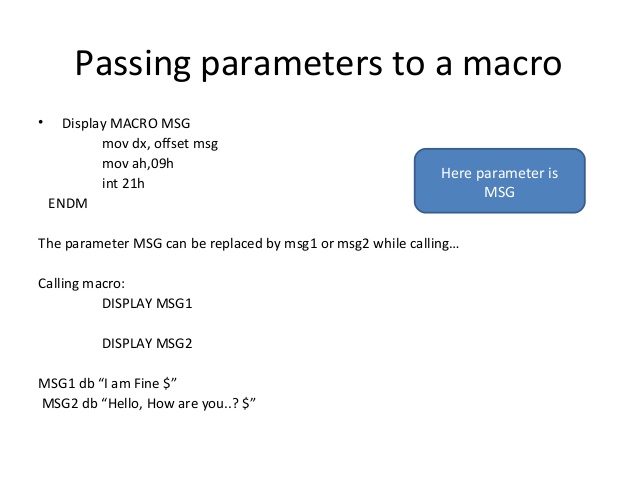 Passing parameters to a macro
• Display MACRO MSG
mov dx, offset msg
mov ah,09h
int 21h
ENDM
Here parameter is
MSG
The parameter MSG can be replaced by msg1 or msg2 while calling…
Calling macro:
DISPLAY MSG1
DISPLAY MSG2
MSG1 db “I am Fine $”
MSG2 db “Hello, How are you..? $”